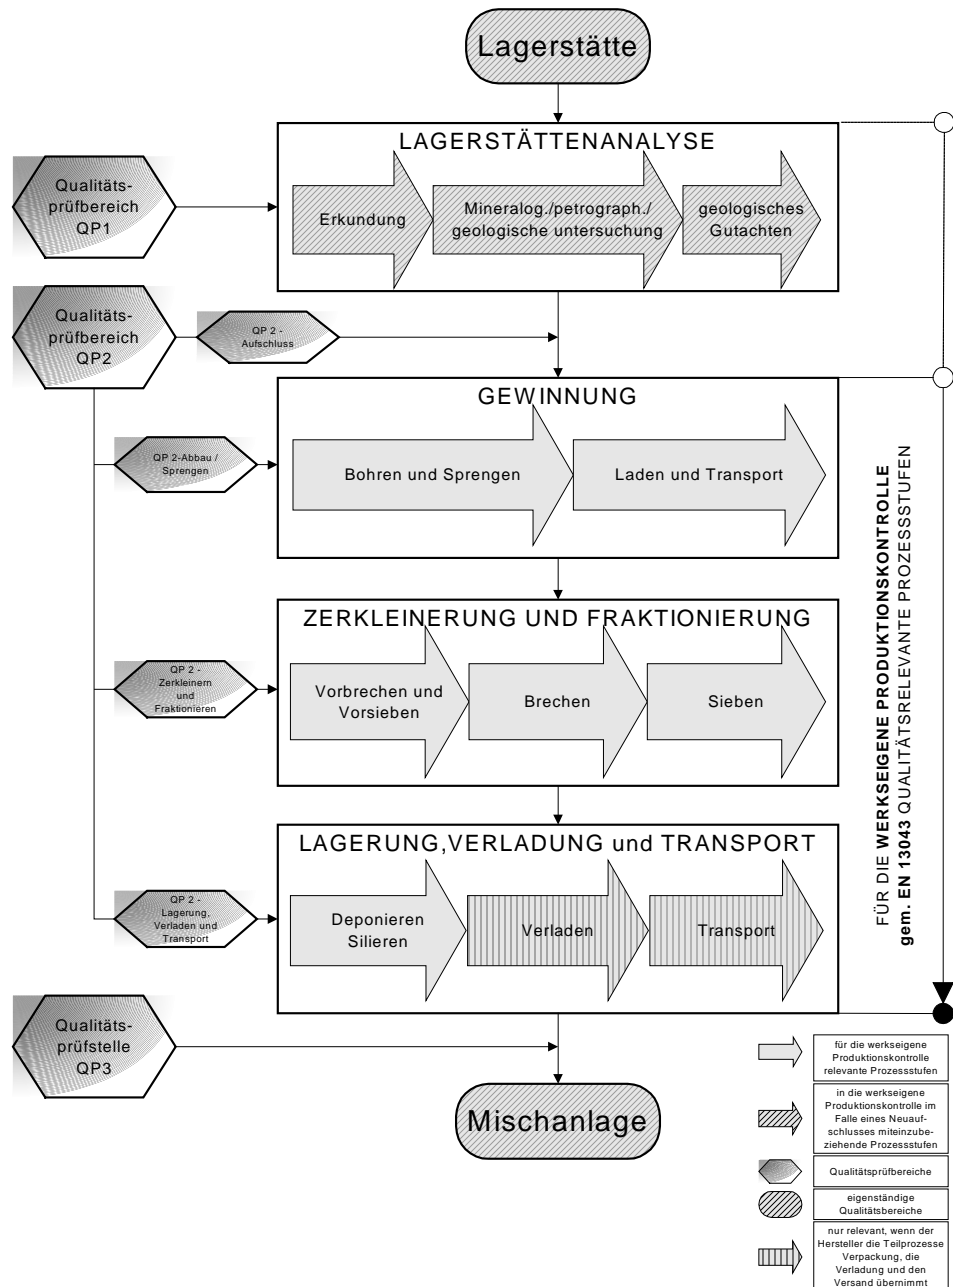 Lagerstätte
LAGERSTÄTTENANALYSE
Qualitäts-
prüfbereich
QP1
Erkundung
Mineralog./petrograph./
geologische untersuchung
geologisches
Gutachten
Qualitäts-
prüfbereich
QP2
QP 2 -
Aufschluss
GEWINNUNG
QP 2-Abbau /
Sprengen
Bohren und Sprengen
Laden und Transport
ZERKLEINERUNG UND FRAKTIONIERUNG
QP 2 -
Zerkleinern
und
Fraktionieren
Vorbrechen und
Vorsieben
Brechen
Sieben
LAGERUNG,VERLADUNG und TRANSPORT
QP 2 -
Lagerung,
Verladen und
Transport
Deponieren
Silieren
Verladen
Transport
Qualitäts-
prüfstelle
QP3
Mischanlage
FÜR DIE WERKSEIGENE PRODUKTIONSKONTROLLE
gem. EN 13043 QUALITÄTSRELEVANTE PROZESSSTUFEN
für die werkseigene
Produktionskontrolle
relevante Prozessstufen
in die werkseigene
Produktionskontrolle im
Falle eines Neuauf-
schlusses miteinzube-
ziehende Prozessstufen
Qualitätsprüfbereiche
eigenständige
Qualitätsbereiche
nur relevant, wenn der
Hersteller die Teilprozesse
Verpackung, die
Verladung und den
Versand übernimmt